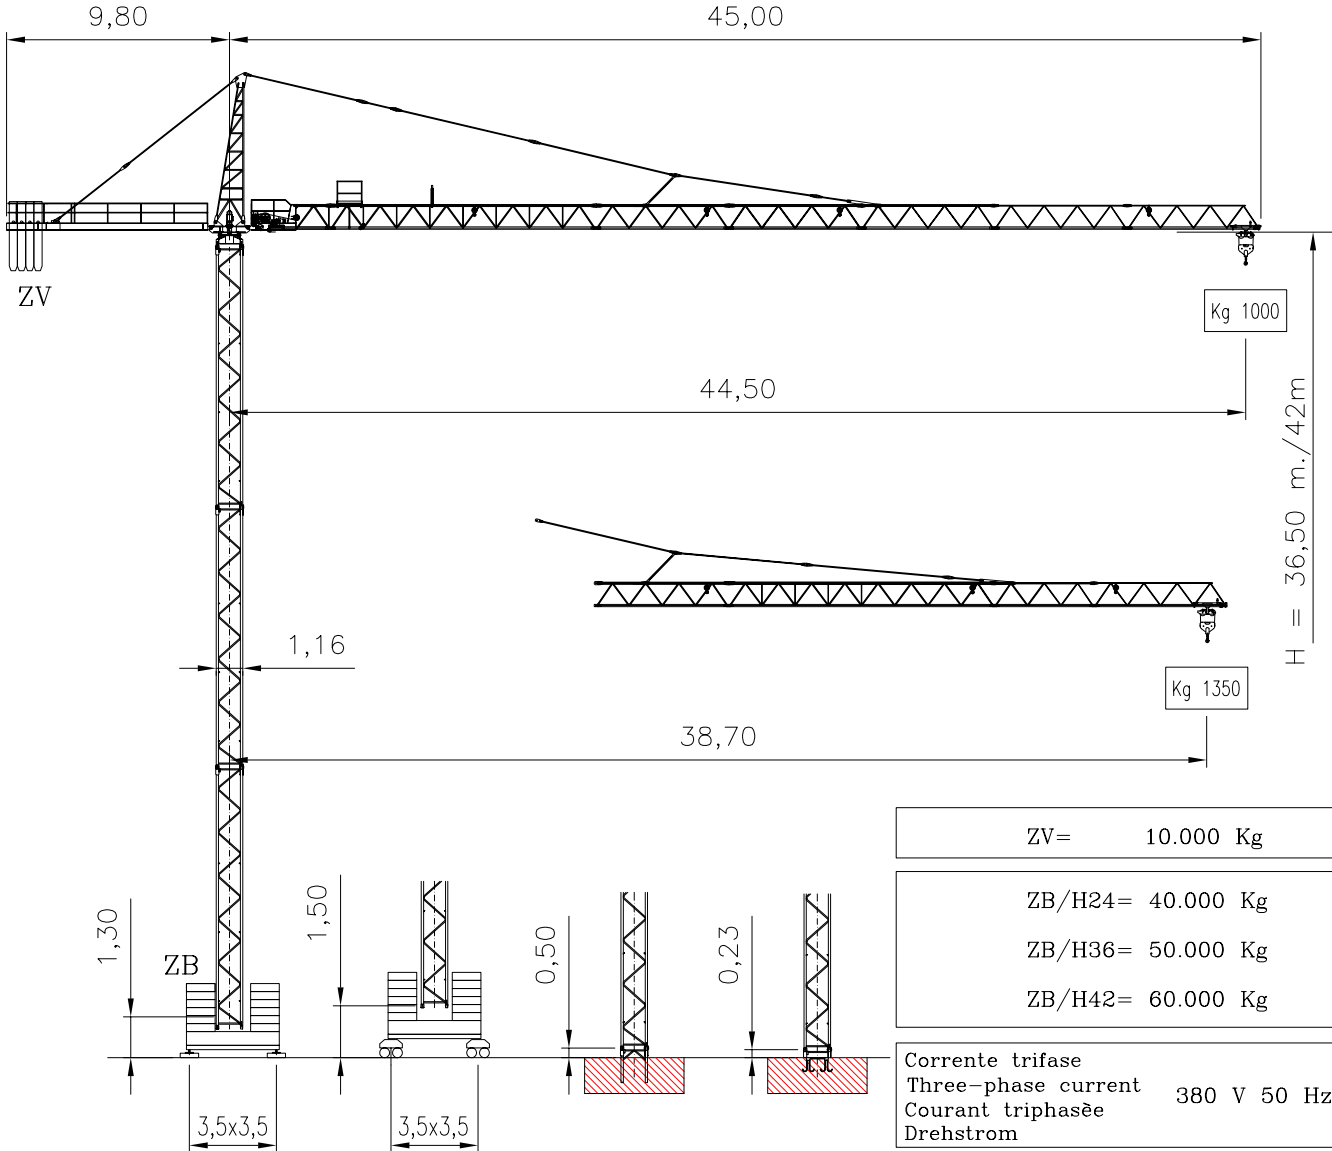 9,80
45,00
ZV
Kg 1000
44,50
H = 36,50 m./42m
1,16
Kg 1350
38,70
ZV= 10.000 Kg
ZB/H24= 40.000 Kg
ZB/H36= 50.000 Kg
ZB/H42= 60.000 Kg
1,30
ZB
1,50
0,50
0,23
3,5x3,5
3,5x3,5
Corrente trifase
Three-phase current
Courant triphasèe
Drehstrom
380 V 50 Hz